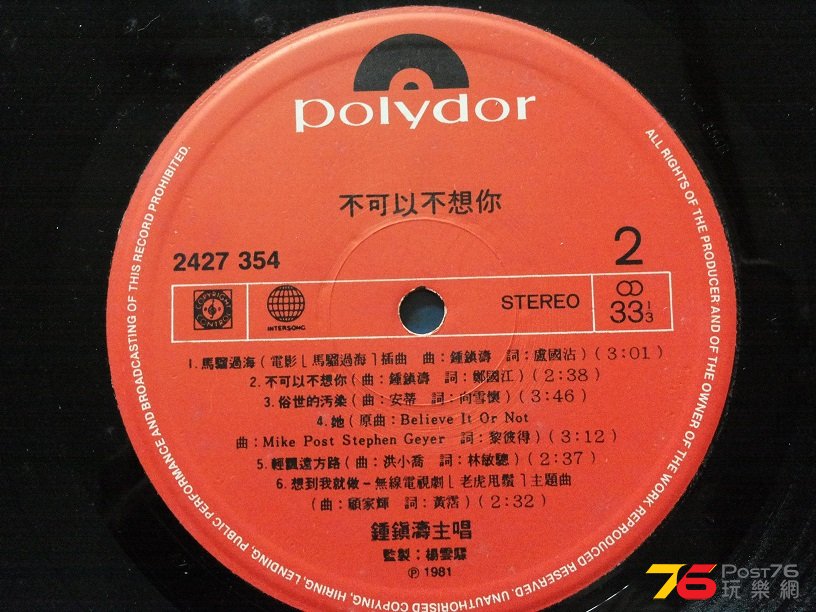 polydor
不可以不想你
2427 354
2
COPYRIGHT CONTROL
INTERSONG
STEREO
33 1/3
1. 馬騮過海(電影「馬騮過海」插曲 曲:鍾鎮濤 詞:盧國沾)(3:01)
2. 不可以不想你(曲:鍾鎮濤 詞:鄭國江)(2:38)
3. 俗世的污染(曲:安蒂 詞:向雪懷)(3:46)
4. 她(原曲:Believe It Or Not
曲:Mike Post Stephen Geyer 詞:黎彼得)(3:12)
5. 輕飄遠方路(曲:洪小喬 詞:林敏驄)(2:37)
6. 想到我就做-無線電視劇「老虎甩鬚」主題曲
(曲:顧家輝 詞:黃霑)(2:32)
鍾鎮濤主唱
監製:楊雲驃
℗ 1981
ALL RIGHTS OF THE PRODUCER AND OF THE OWNER OF THE WORK REPRODUCED RESERVED. UNAUTHORISED COPYING, HIRING, LENDING, PUBLIC PERFORMANCE AND BROADCASTING OF THIS RECORD PROHIBITED.
76 Post76
玩樂網